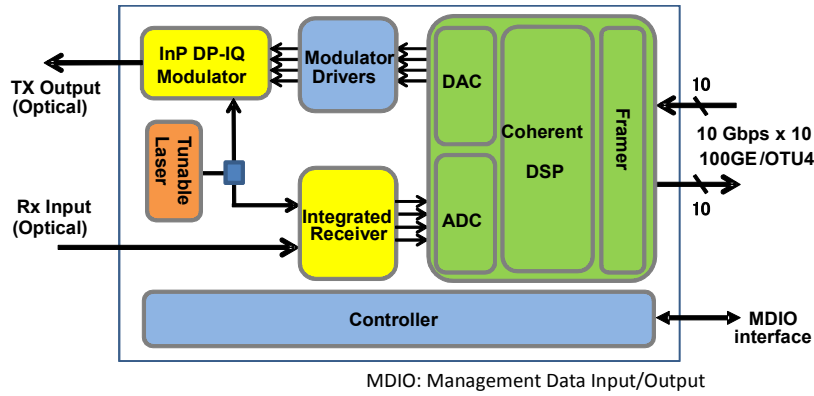 InP DP-IQ
Modulator
Modulator
Drivers
DAC
TX Output
(Optical)
10
10 Gbps x 10
100GE/OTU4
10
Coherent
DSP
Framer
Tunable
Laser
Rx Input
(Optical)
Integrated
Receiver
ADC
Controller
MDIO
interface
MDIO: Management Data Input/Output